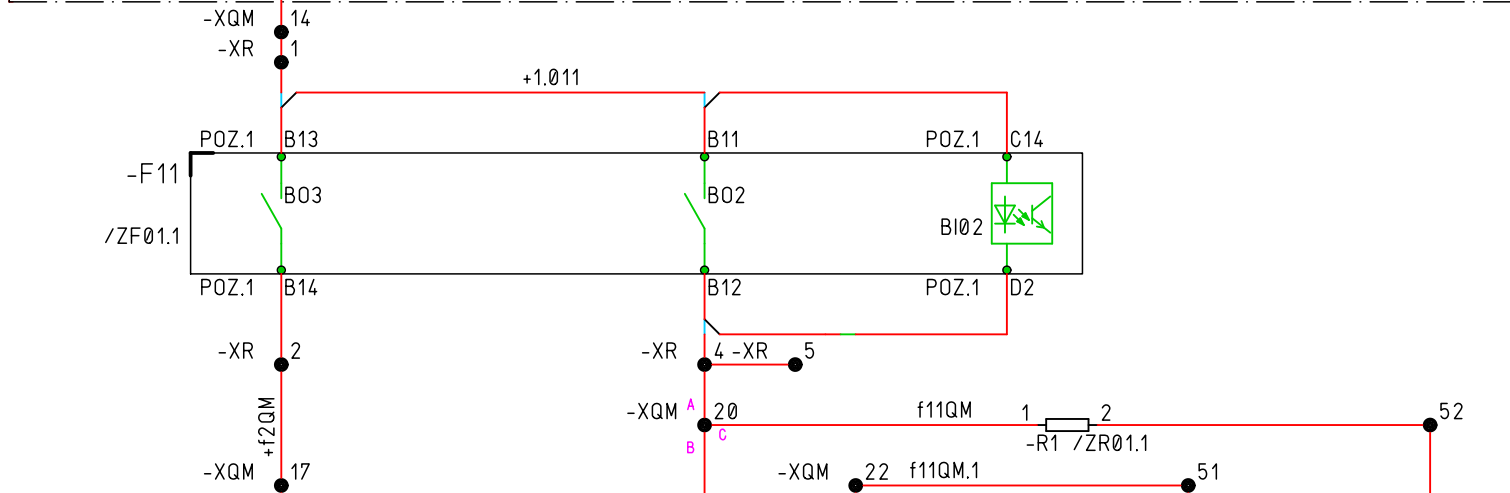 -XQM 14
-XR 1
+1.011
POZ.1 B13
B11
POZ.1 C14
-F11
BO3
BO2
BI02
/ZF01.1
POZ.1 B14
B12
POZ.1 D2
-XR 2
-XR 4 -XR 5
+f2QM
-XQM A 20
B C
f11QM
1 2
-R1 /ZR01.1
52
-XQM 17
-XQM 22 f11QM.1 51